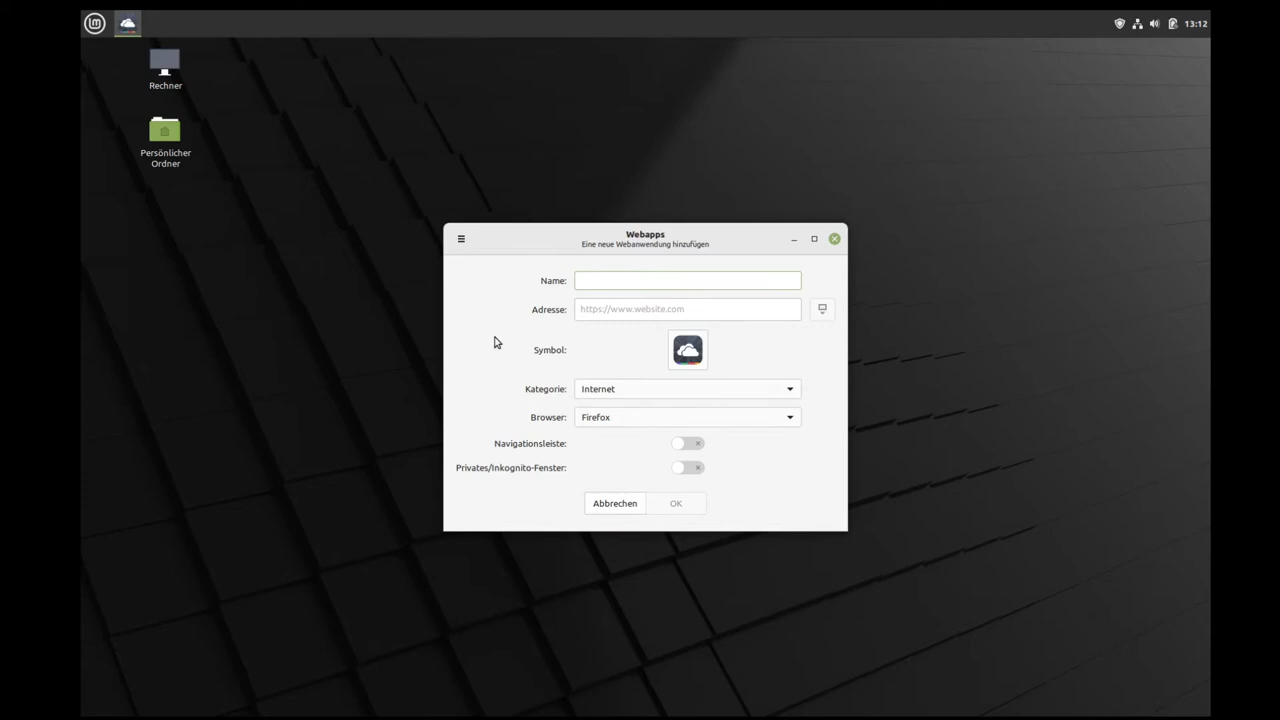 13:12
Rechner
Persönlicher
Ordner
Webapps
Eine neue Webanwendung hinzufügen
Name:
Adresse: https://www.website.com
Symbol:
Kategorie: Internet
Browser: Firefox
Navigationsleiste:
Privates/Inkognito-Fenster:
Abbrechen OK